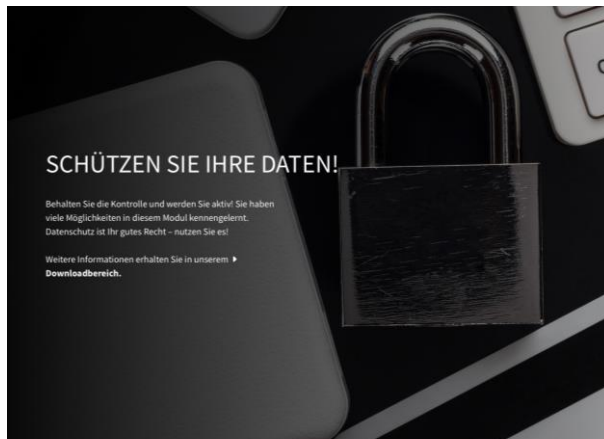 SCHÜTZEN SIE IHRE DATEN!
Behalten Sie die Kontrolle und werden Sie aktiv! Sie haben
viele Möglichkeiten in diesem Modul kennengelernt.
Datenschutz ist Ihr gutes Recht – nutzen Sie es!
Weitere Informationen erhalten Sie in unserem
Downloadbereich.